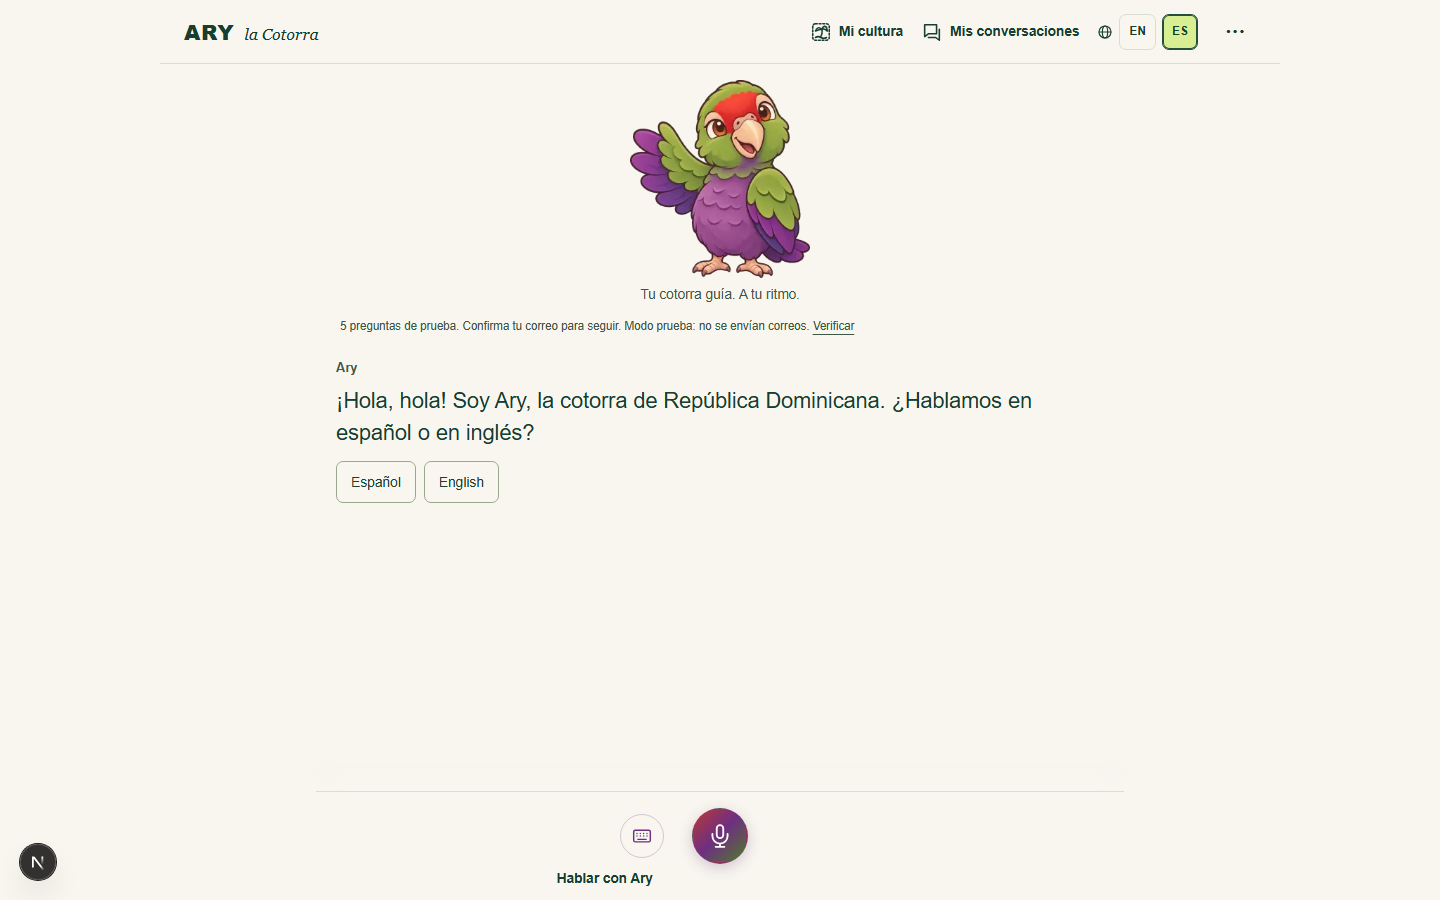 ARY la Cotorra
Mi cultura
Mis conversaciones
EN
ES
Tu cotorra guía. A tu ritmo.
5 preguntas de prueba. Confirma tu correo para seguir. Modo prueba: no se envían correos. Verificar
Ary
¡Hola, hola! Soy Ary, la cotorra de República Dominicana. ¿Hablamos en
español o en inglés?
Español
English
N
Hablar con Ary